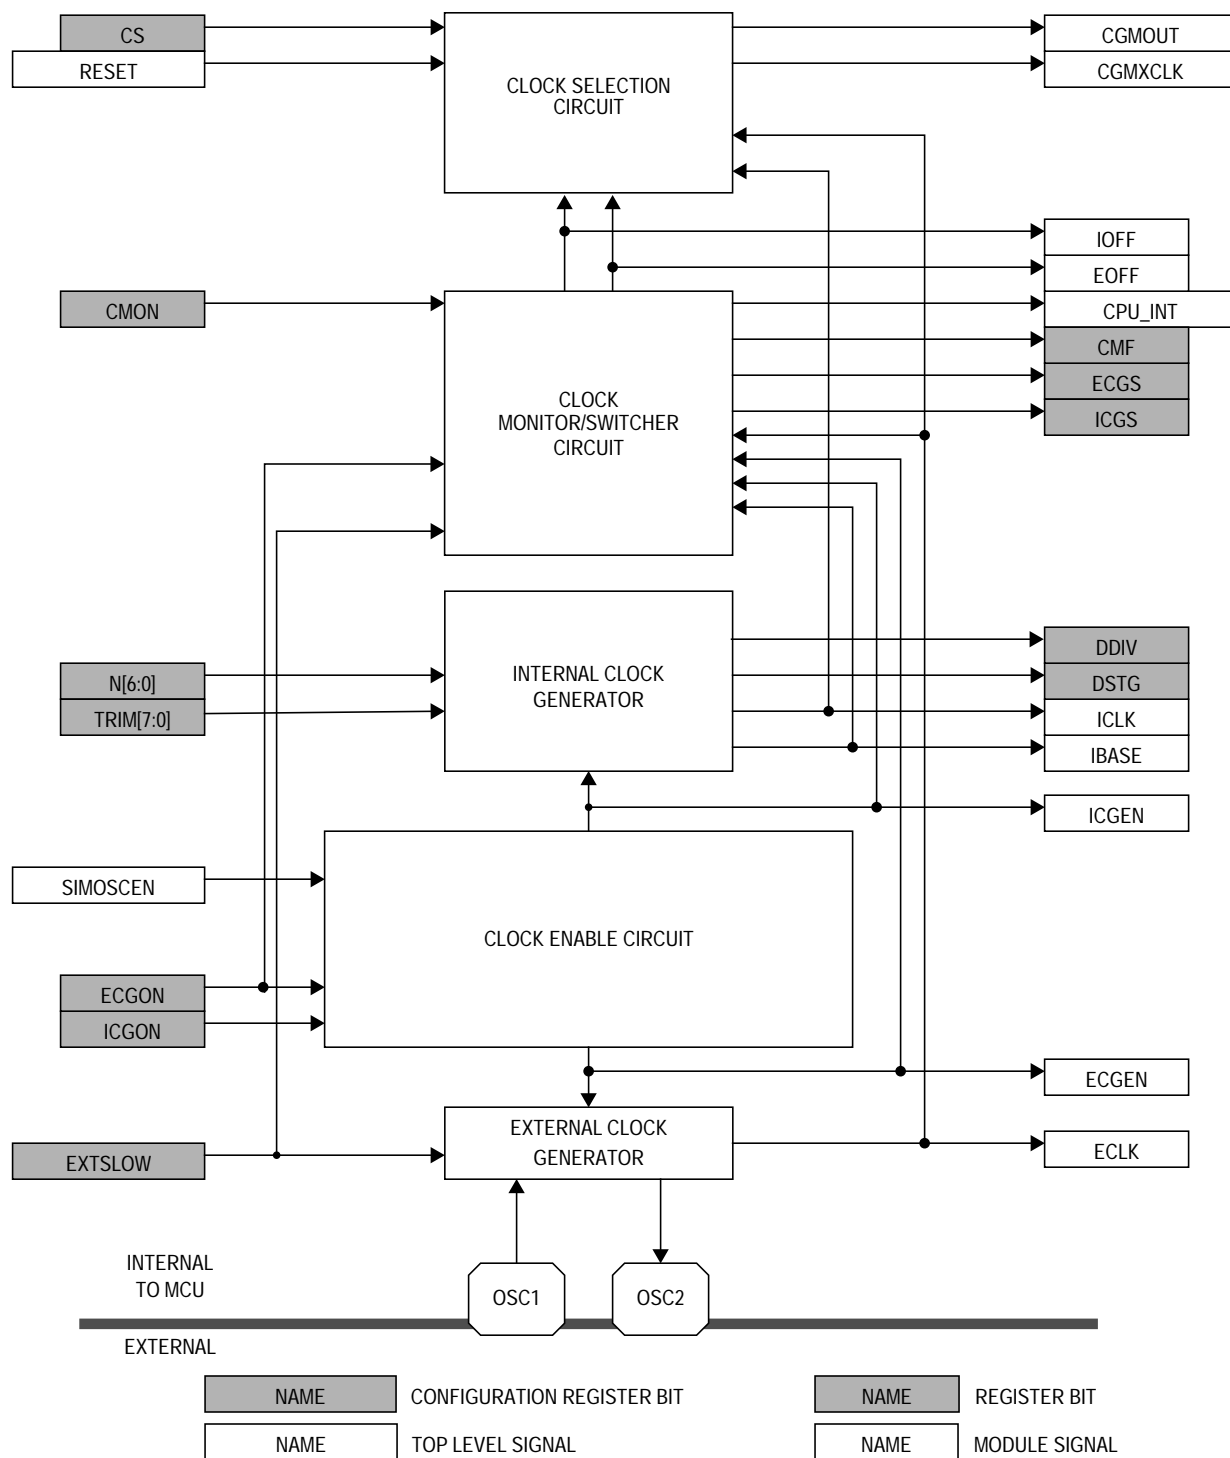 CS
RESET
CLOCK SELECTION
CIRCUIT
CGMOUT
CGMXCLK
IOFF
EOFF
CMON
CPU_INT
CMF
ECGS
ICGS
CLOCK
MONITOR/SWITCHER
CIRCUIT
N[6:0]
TRIM[7:0]
INTERNAL CLOCK
GENERATOR
DDIV
DSTG
ICLK
IBASE
ICGEN
SIMOSCEN
CLOCK ENABLE CIRCUIT
ECGON
ICGON
ECGEN
EXTSLOW
EXTERNAL CLOCK
GENERATOR
ECLK
INTERNAL
TO MCU
OSC1
OSC2
EXTERNAL
NAME CONFIGURATION REGISTER BIT
NAME REGISTER BIT
NAME TOP LEVEL SIGNAL
NAME MODULE SIGNAL